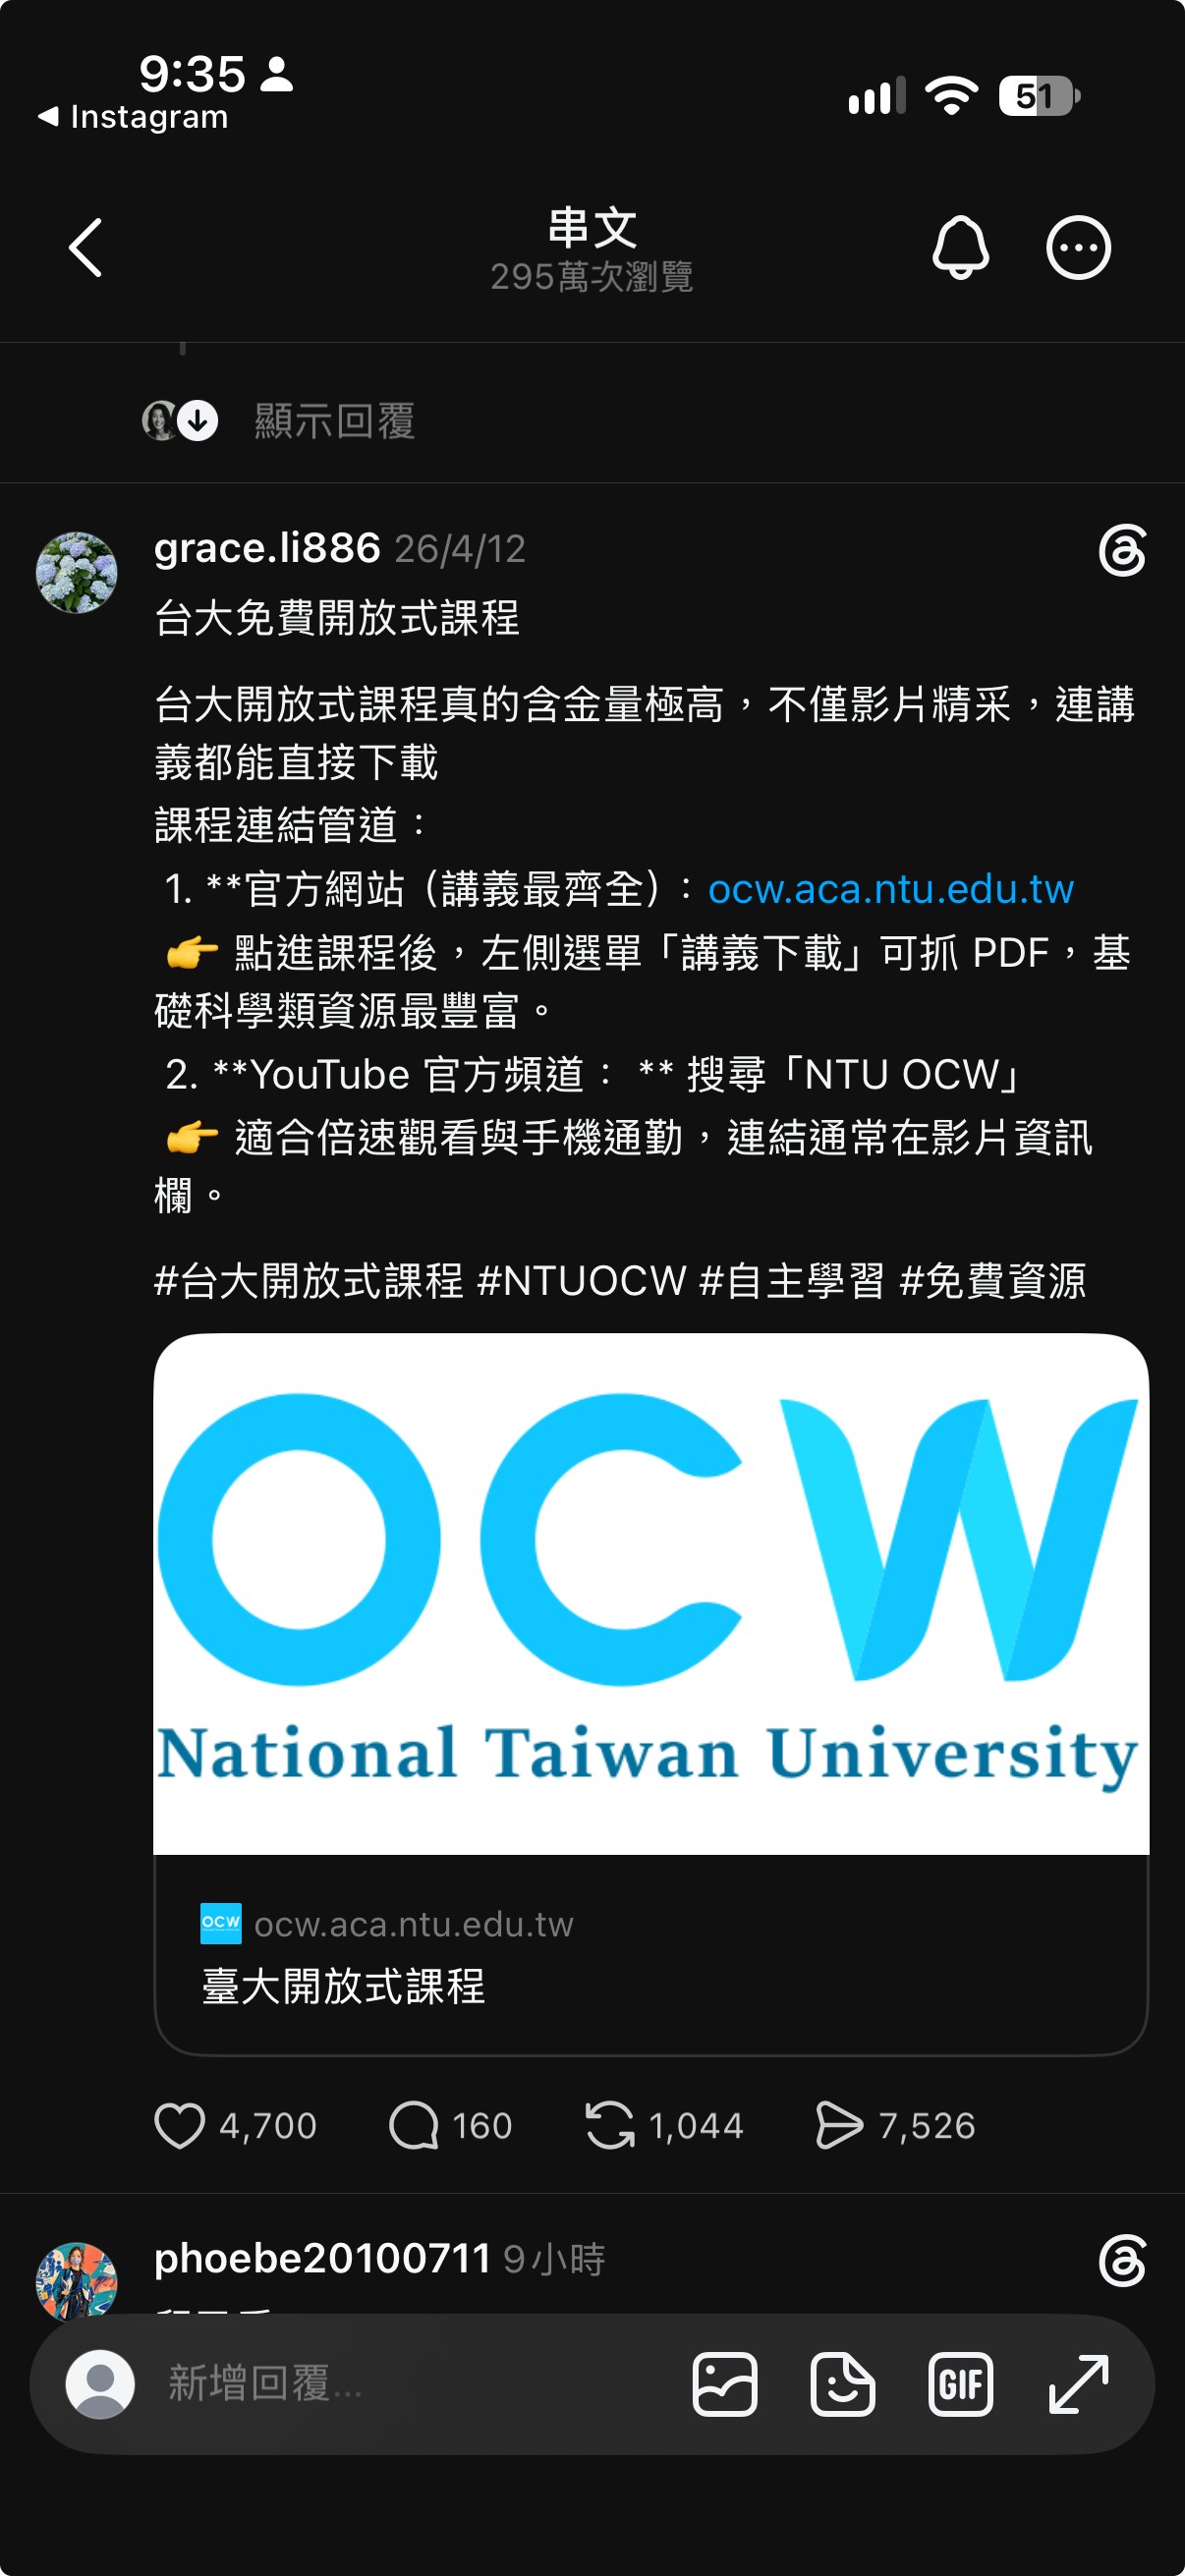 9:35
Instagram
51
串文
295萬次瀏覽
顯示回覆
grace.li886 26/4/12
台大免費開放式課程
台大開放式課程真的含金量極高，不僅影片精采，連講
義都能直接下載
課程連結管道：
1. **官方網站（講義最齊全）：ocw.aca.ntu.edu.tw
👉 點進課程後，左側選單「講義下載」可抓 PDF，基
礎科學類資源最豐富。
2. **YouTube 官方頻道： ** 搜尋「NTU OCW」
👉 適合倍速觀看與手機通勤，連結通常在影片資訊
欄。
#台大開放式課程 #NTUOCW #自主學習 #免費資源
OCW
National Taiwan University
OCW ocw.aca.ntu.edu.tw
臺大開放式課程
4,700 160 1,044 7,526
phoebe20100711 9小時
新增回覆...
GIF